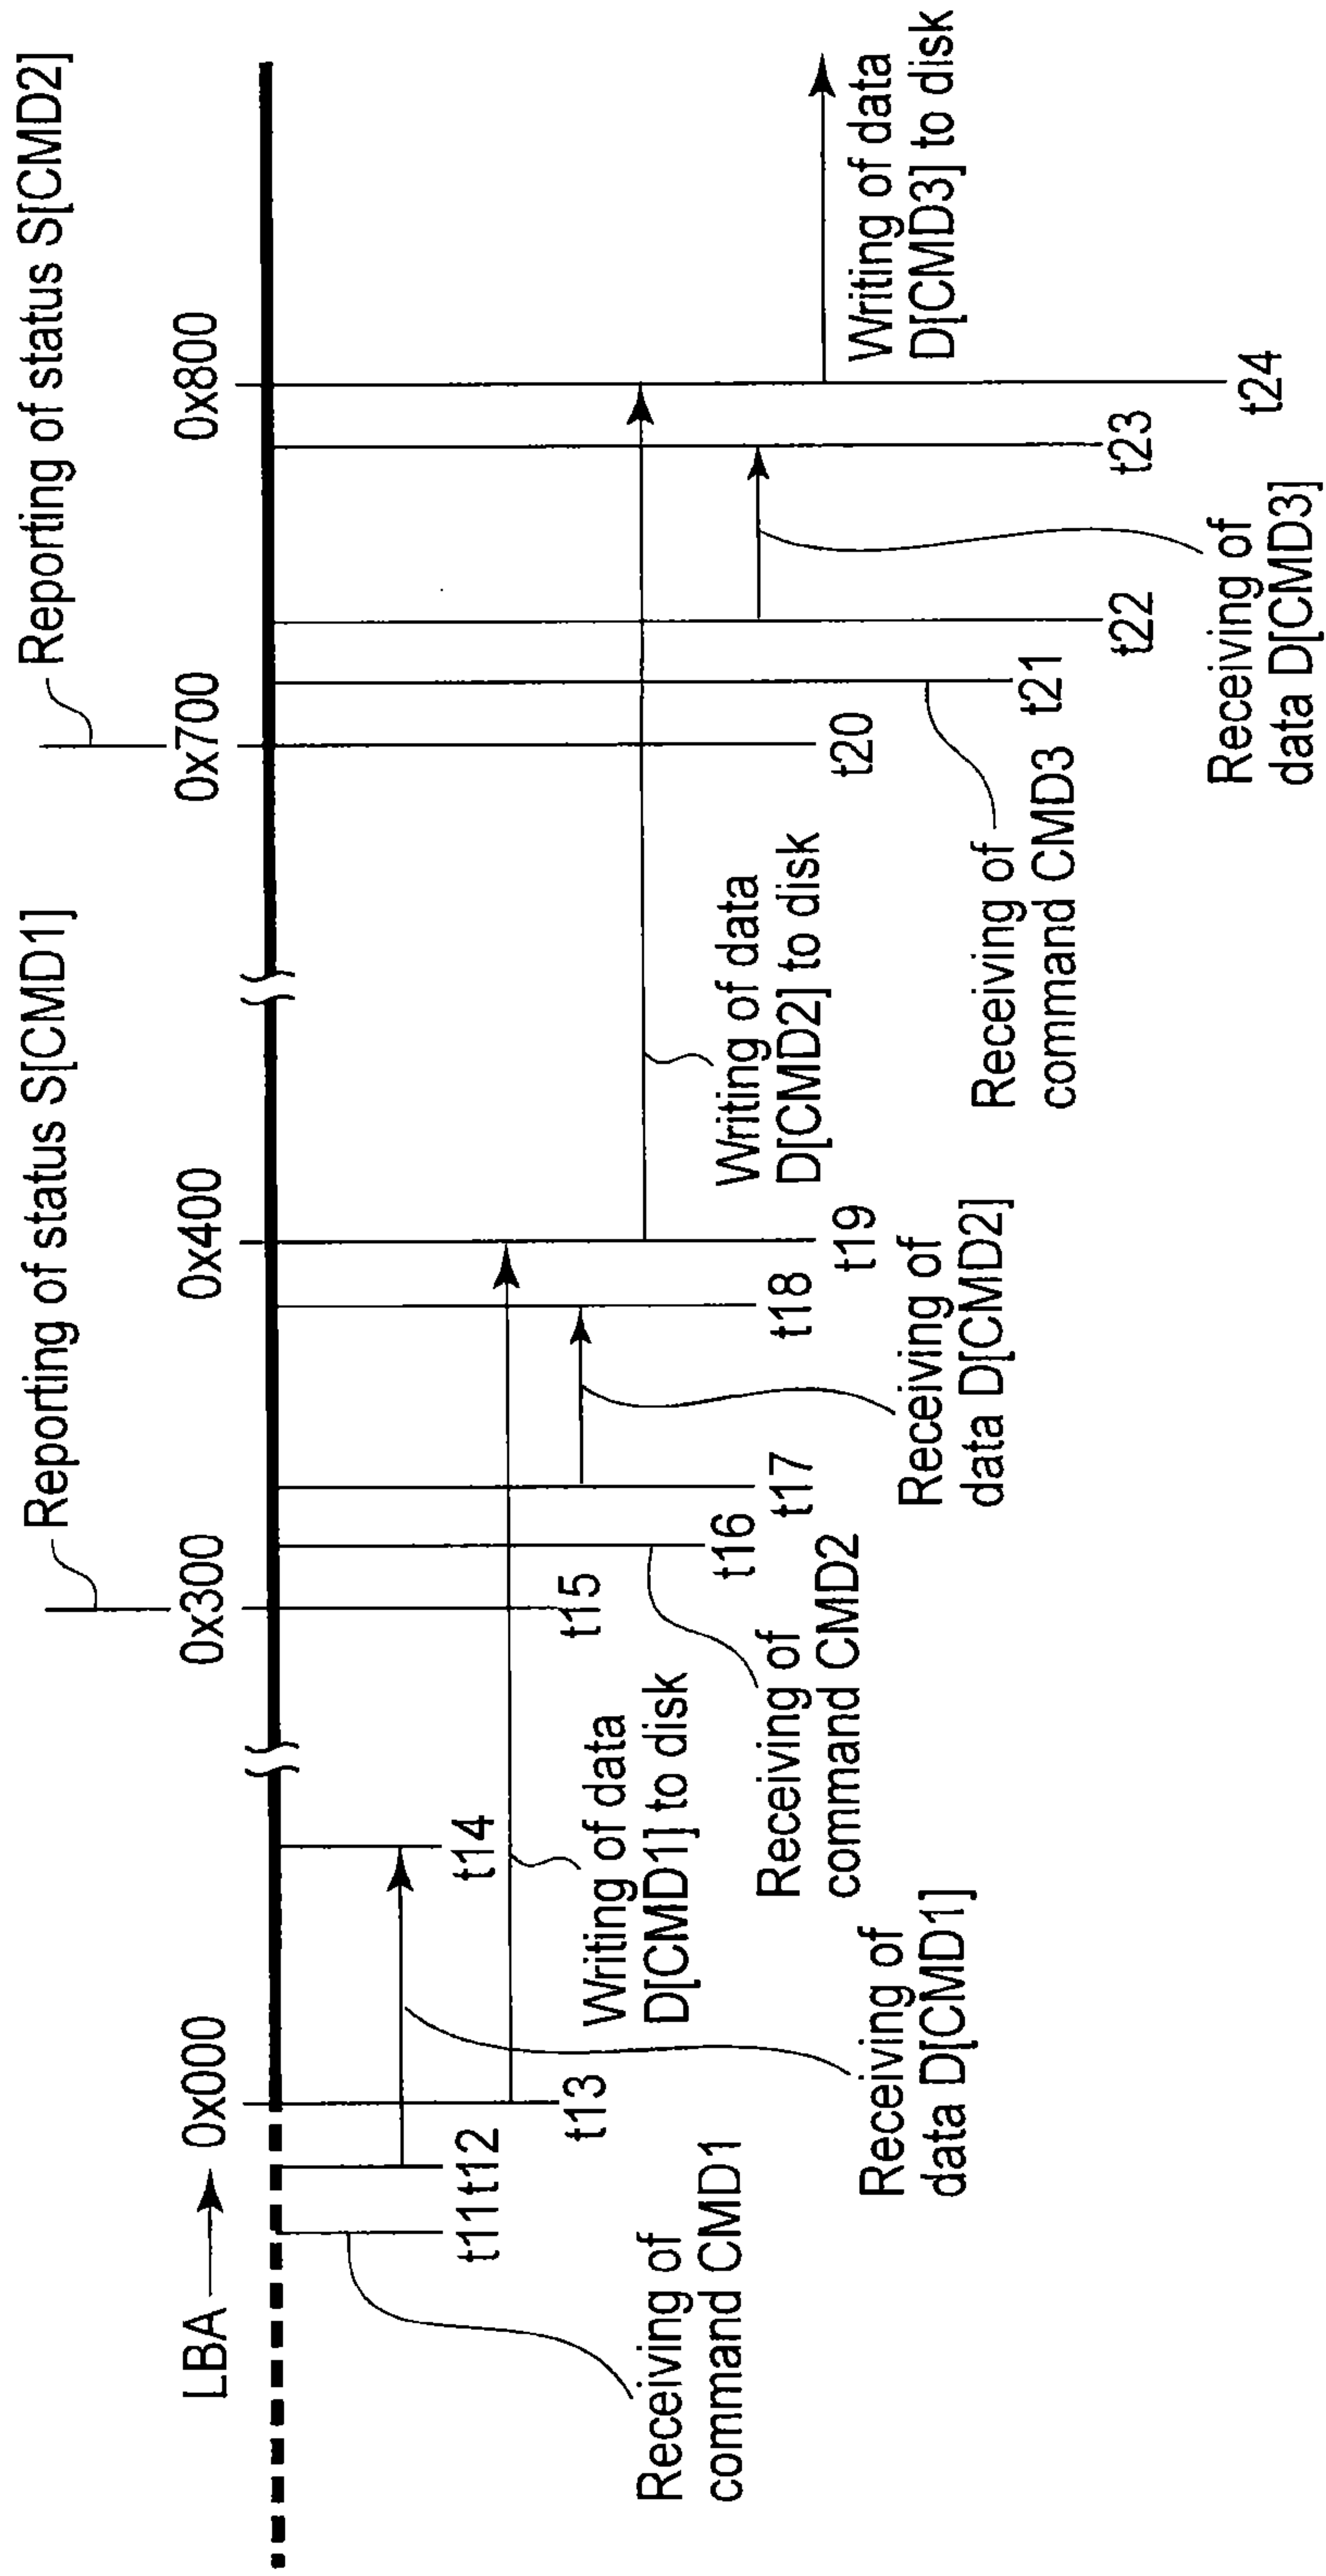 Reporting of status S[CMD1]
Reporting of status S[CMD2]
LBA
0x000
0x300
0x400
0x700
0x800
t11
t12
t13
t14
t15
t16
t17
t18
t19
t20
t21
t22
t23
t24
Receiving of
command CMD1
Receiving of
data D[CMD1]
Writing of data
D[CMD1] to disk
Receiving of
command CMD2
Receiving of
data D[CMD2]
Writing of data
D[CMD2] to disk
Receiving of
command CMD3
Receiving of
data D[CMD3]
Writing of data
D[CMD3] to disk